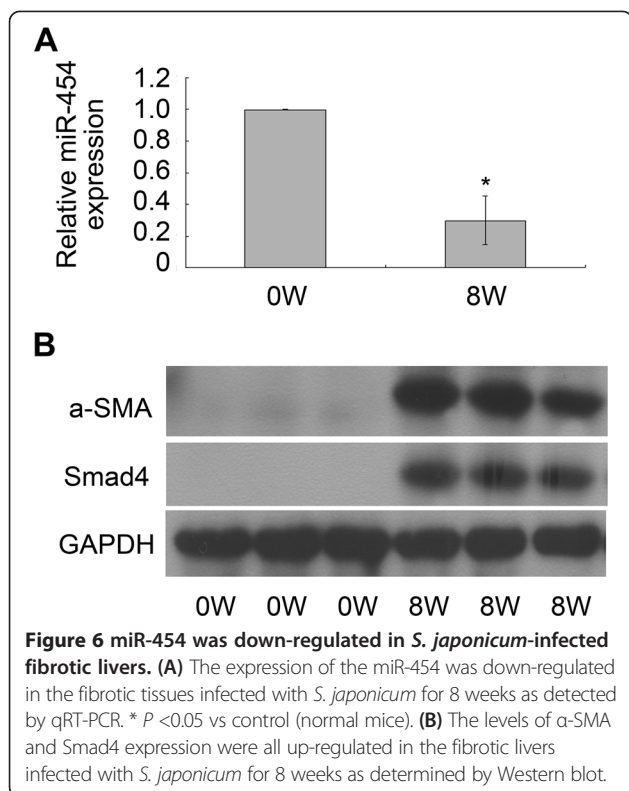 A
Relative miR-454
expression
1.2
1.0
0.8
0.6
0.4
0.2
0
*
0W 8W
B
a-SMA
Smad4
GAPDH
0W 0W 0W 8W 8W 8W
Figure 6 miR-454 was down-regulated in S. japonicum-infected
fibrotic livers. (A) The expression of the miR-454 was down-regulated
in the fibrotic tissues infected with S. japonicum for 8 weeks as detected
by qRT-PCR. * P <0.05 vs control (normal mice). (B) The levels of α-SMA
and Smad4 expression were all up-regulated in the fibrotic livers
infected with S. japonicum for 8 weeks as determined by Western blot.